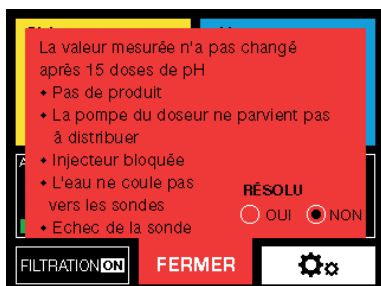 La valeur mesurée n'a pas changé
après 15 doses de pH
• Pas de produit
• La pompe du doseur ne parvient pas
à distribuer
• Injecteur bloquée
• L'eau ne coule pas
vers les sondes
• Echec de la sonde
RÉSOLU
OUI NON
FILTRATION ON
FERMER